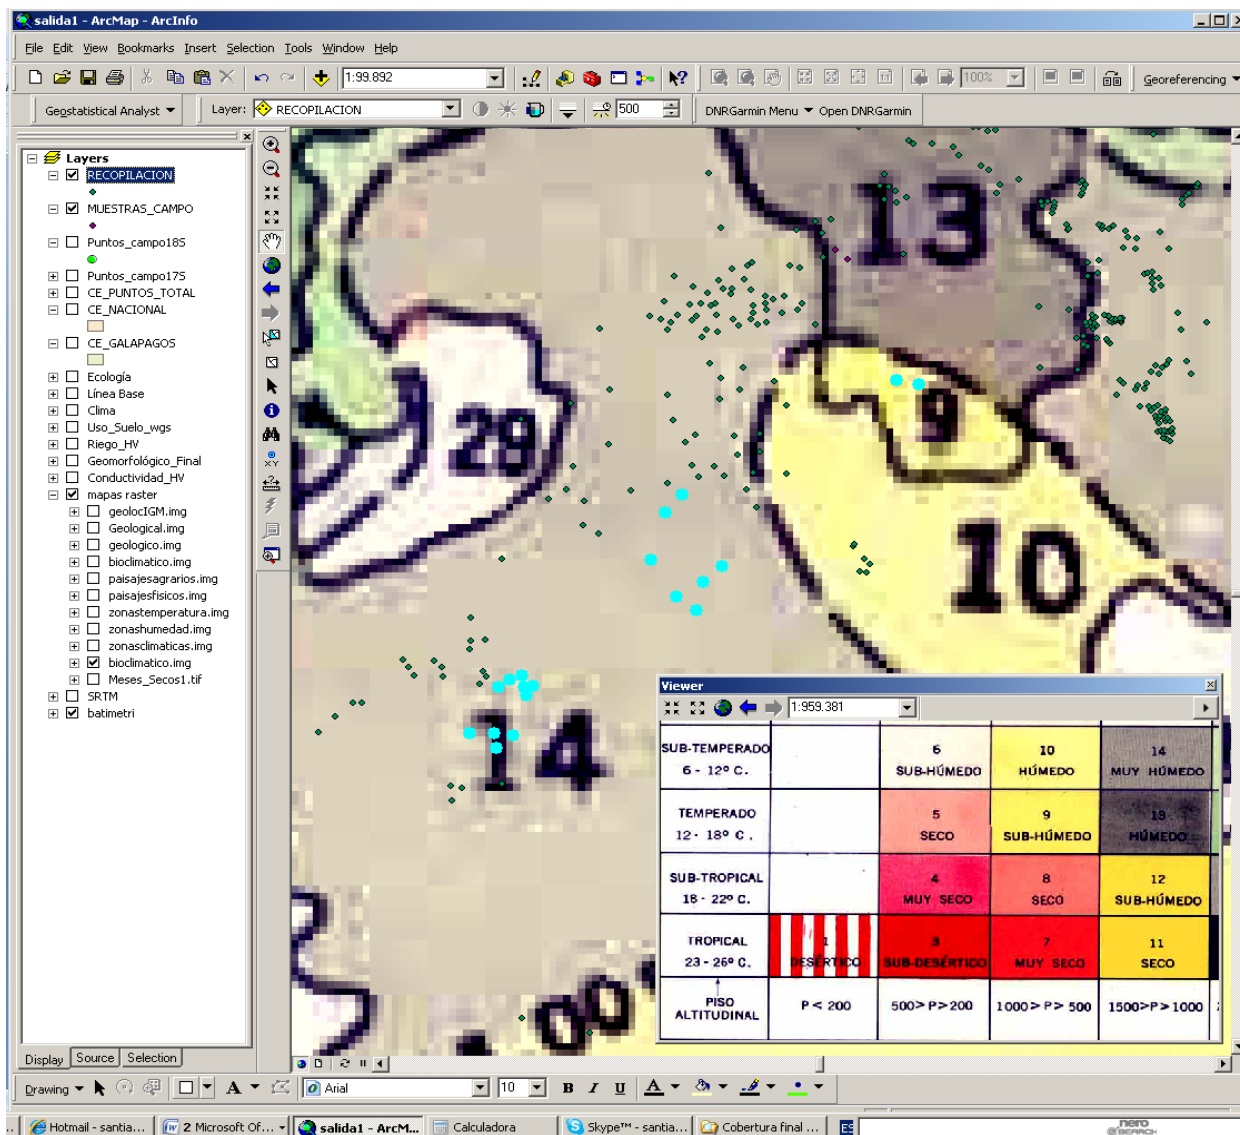 salida1 - ArcMap - ArcInfo
File Edit View Bookmarks Insert Selection Tools Window Help
1:99.892
100%
Georeferencing
Geostatistical Analyst
Layer:
RECOPILACION
500
DNRGarmin Menu
Open DNRGarmin
Layers
RECOPILACION
MUESTRAS_CAMPO
Puntos_campo18S
Puntos_campo17S
CE_PUNTOS_TOTAL
CE_NACIONAL
CE_GALAPAGOS
Ecología
Línea Base
Clima
Uso_Suelo_wgs
Riego_HV
Geomorfológico_Final
Conductividad_HV
mapas raster
geolocIGM.img
Geological.img
geologico.img
bioclimatico.img
paisajesagrarios.img
paisajesfisicos.img
zonastemperatura.img
zonashumedad.img
zonasclimaticas.img
bioclimatico.img
Meses_Secos1.tif
SRTM
batimetri
13
29
9
10
14
00
Viewer
1:959.381
SUB-TEMPERADO
6 - 12º C.
6
SUB-HÚMEDO
10
HÚMEDO
14
MUY HÚMEDO
TEMPERADO
12 - 18º C.
5
SECO
9
SUB-HÚMEDO
13
HÚMEDO
SUB-TROPICAL
18 - 22º C.
4
MUY SECO
8
SECO
12
SUB-HÚMEDO
TROPICAL
23 - 26º C.
1
DESÉRTICO
3
SUB-DESÉRTICO
7
MUY SECO
11
SECO
PISO
ALTITUDINAL
P < 200
500> P>200
1000>P> 500
1500>P>1000
Display Source Selection
Drawing
A
Arial
10
B I U A
Hotmail - santia...
2 Microsoft Of...
salida1 - ArcM...
Calculadora
Skype™ - santia...
Cobertura final ...
ES
nero
SEARCH